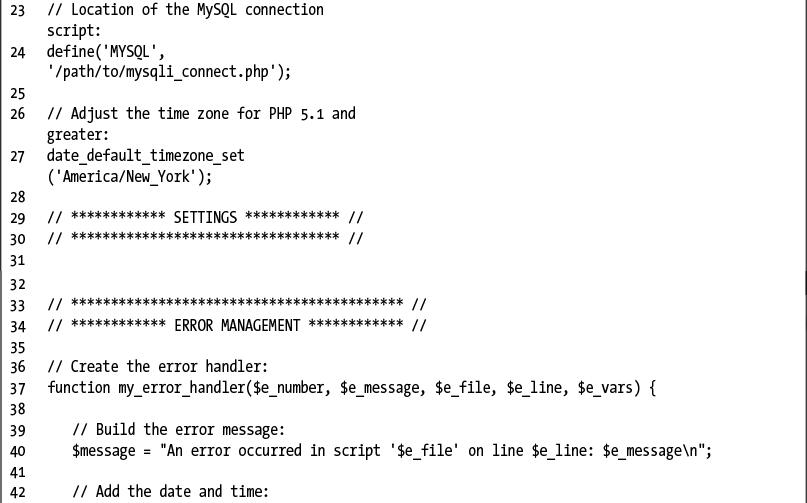 23 // Location of the MySQL connection
script:
24 define('MYSQL',
'/path/to/mysqli_connect.php');
25
26 // Adjust the time zone for PHP 5.1 and
greater:
27 date_default_timezone_set
('America/New_York');
28
29 // ************ SETTINGS ************ //
30 // ********************************** //
31
32
33 // ****************************************** //
34 // ************ ERROR MANAGEMENT ************ //
35
36 // Create the error handler:
37 function my_error_handler($e_number, $e_message, $e_file, $e_line, $e_vars) {
38
39 // Build the error message:
40 $message = "An error occurred in script '$e_file' on line $e_line: $e_message\n";
41
42 // Add the date and time: